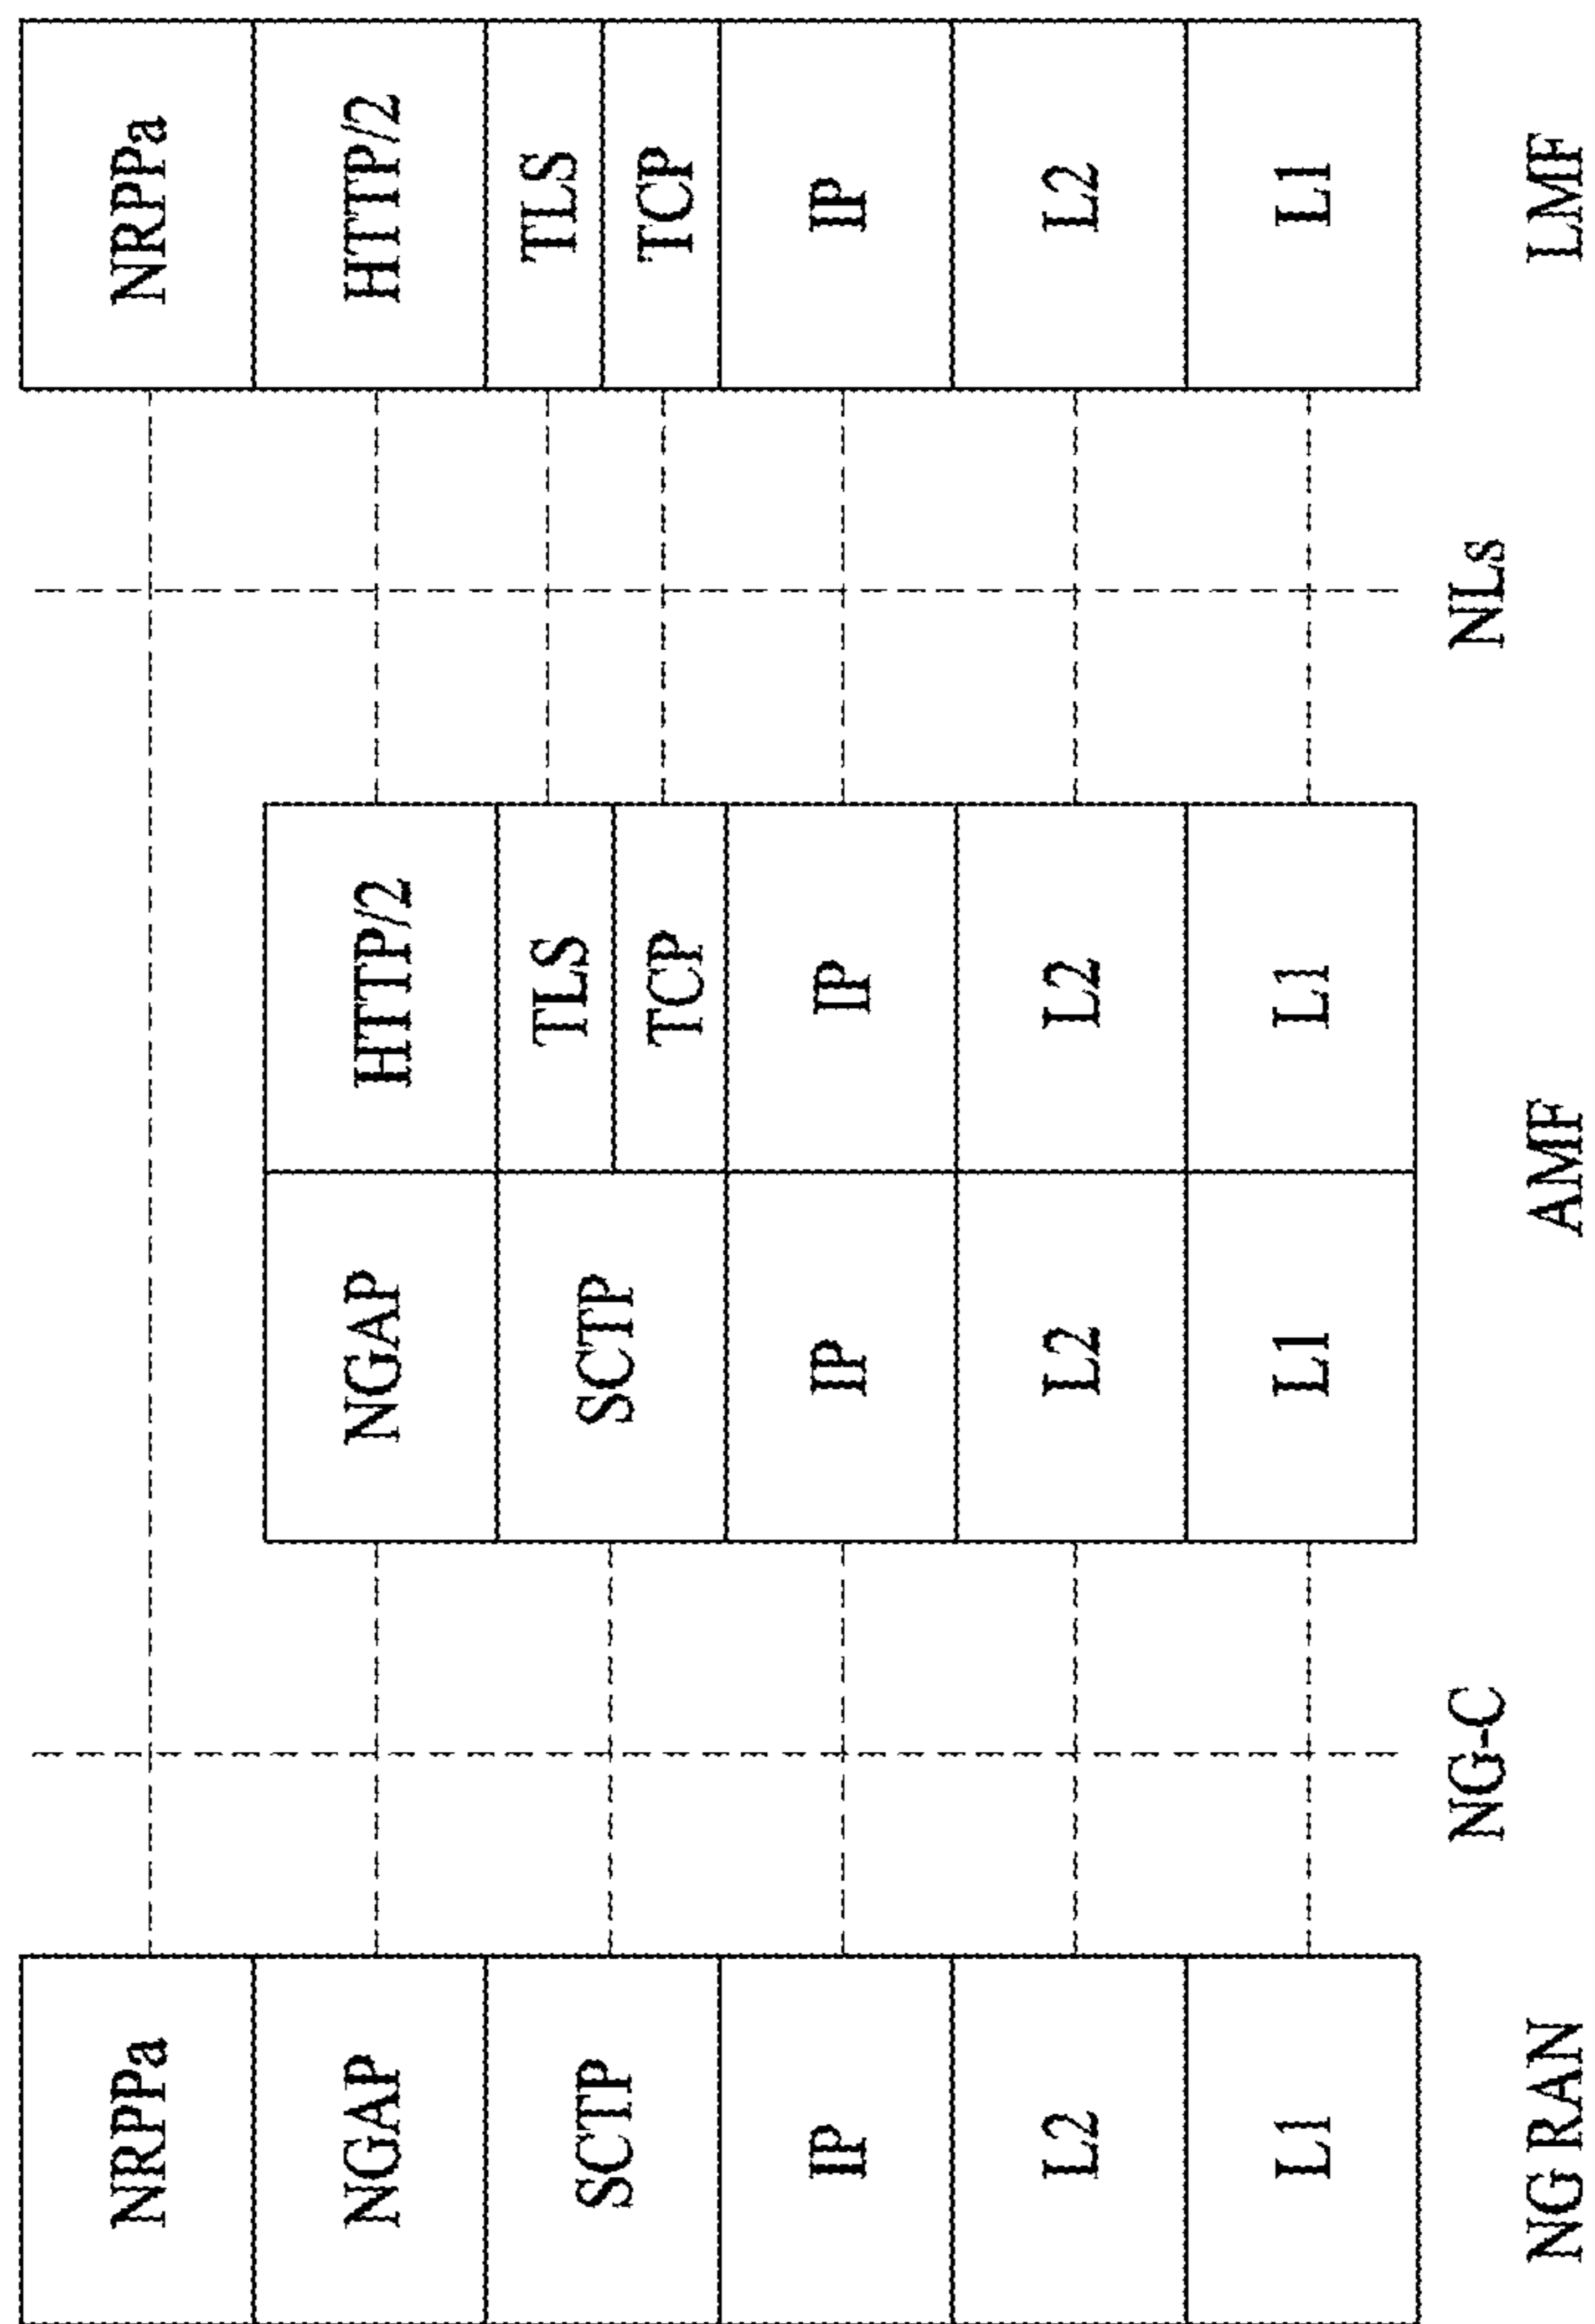 NRPPa
NGAP
SCTP
IP
L2
L1
NG RAN
NG-C
NGAP
SCTP
IP
L2
L1
HTTP/2
TLS
TCP
IP
L2
L1
AMF
NLs
NRPPa
HTTP/2
TLS
TCP
IP
L2
L1
LMF